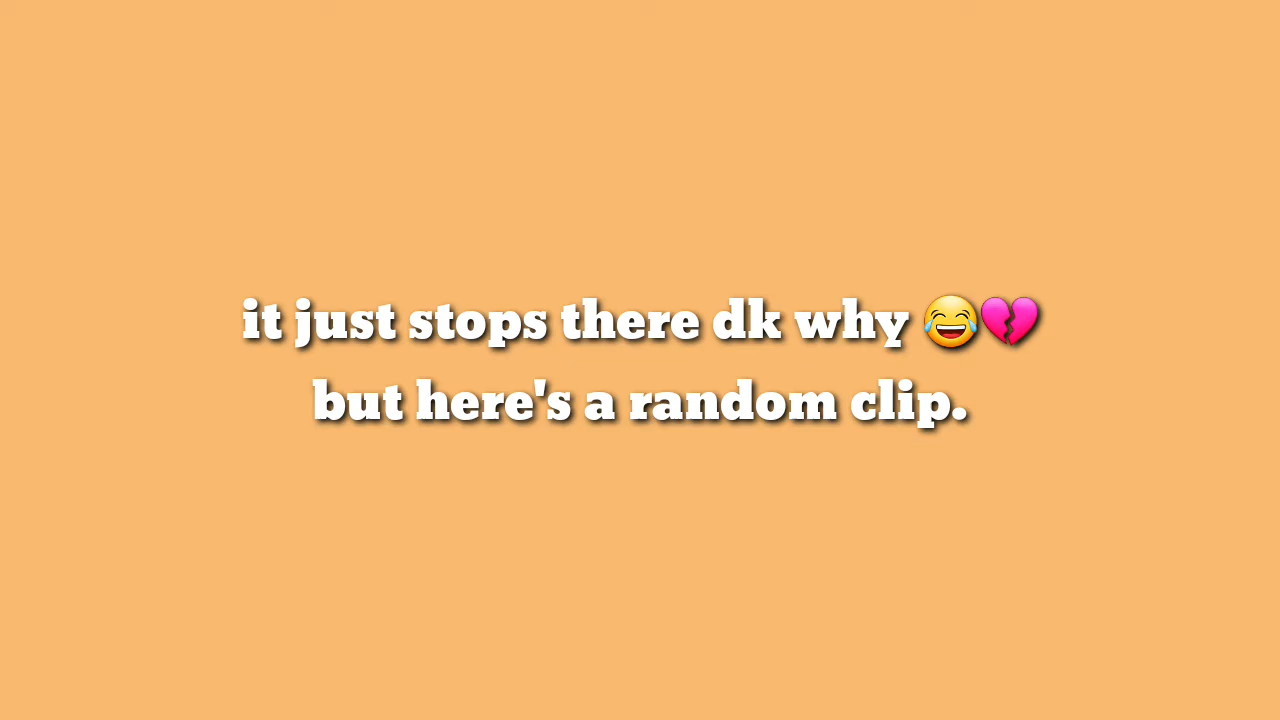 it just stops there dk why 😂💔
but here's a random clip.